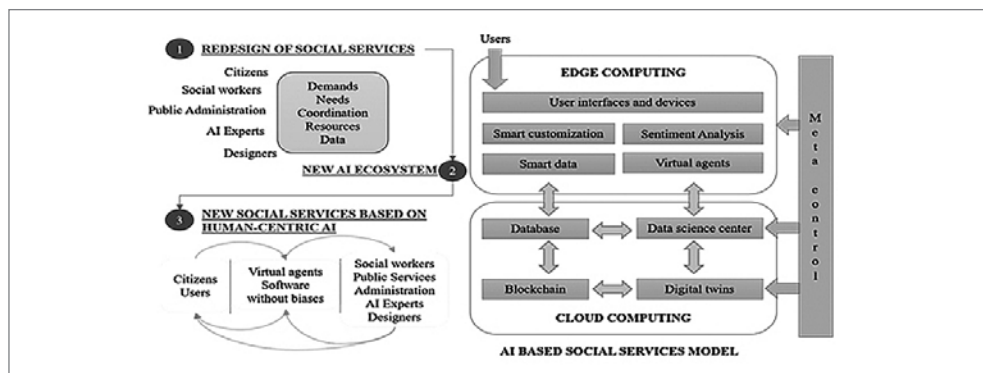 1 REDESIGN OF SOCIAL SERVICES
Citizens
Social workers
Public Administration
AI Experts
Designers
Demands
Needs
Coordination
Resources
Data
NEW AI ECOSYSTEM 2
3 NEW SOCIAL SERVICES BASED ON
HUMAN-CENTRIC AI
Citizens
Users
Virtual agents
Software
without biases
Social workers
Public Services
Administration
AI Experts
Designers
Users
EDGE COMPUTING
User interfaces and devices
Smart customization
Sentiment Analysis
Smart data
Virtual agents
Database
Data science center
Blockchain
Digital twins
CLOUD COMPUTING
AI BASED SOCIAL SERVICES MODEL
Meta control